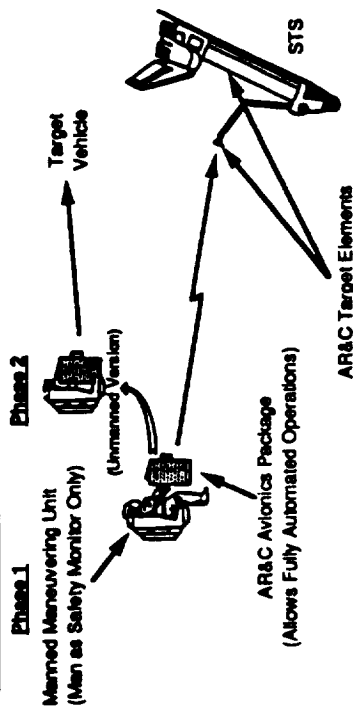 Phase 1
Manned Maneuvering Unit
(Man as Safety Monitor Only)
Phase 2
(Unmanned Version)
Target
Vehicle
AR&C Avionics Package
(Allows Fully Automated Operations)
STS
AR&C Target Elements